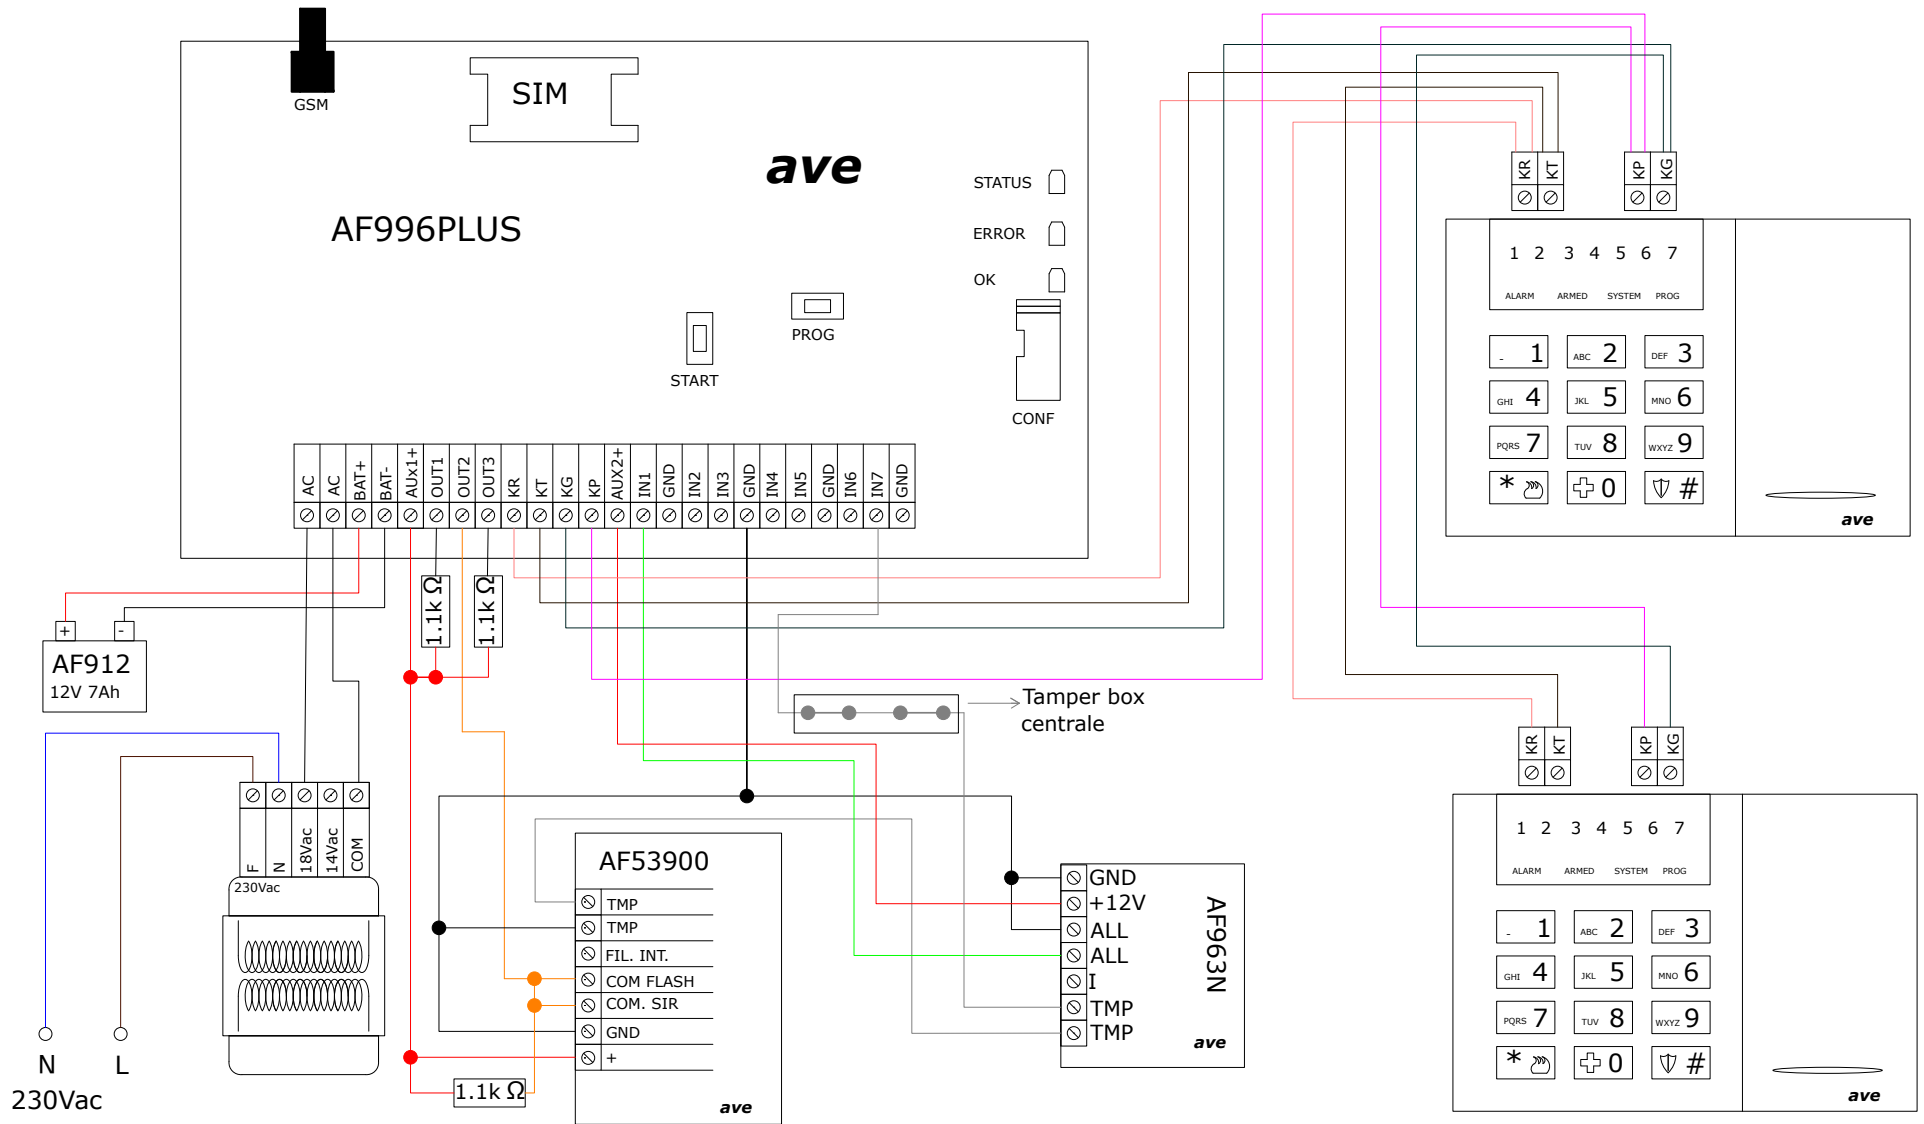 GSM
SIM
ave
AF996PLUS
STATUS
ERROR
OK
PROG
START
CONF
AC
AC
BAT+
BAT-
AUx1+
OUT1
OUT2
OUT3
KR
KT
KG
KP
AUX2+
IN1
GND
IN2
IN3
GND
IN4
IN5
GND
IN6
IN7
GND
+ -
AF912
12V 7Ah
1.1k Ω
1.1k Ω
Tamper box
centrale
F
N
18Vac
14Vac
COM
230Vac
N L
230Vac
AF53900
TMP
TMP
FIL. INT.
COM FLASH
COM. SIR
GND
+
ave
1.1k Ω
GND
+12V
ALL
ALL
I
TMP
TMP
AF963N
ave
KR
KT
KP
KG
1 2 3 4 5 6 7
ALARM ARMED SYSTEM PROG
- 1 ABC 2 DEF 3
GHI 4 JKL 5 MNO 6
PQRS 7 TUV 8 WXYZ 9
* 0 #
ave
KR
KT
KP
KG
1 2 3 4 5 6 7
ALARM ARMED SYSTEM PROG
- 1 ABC 2 DEF 3
GHI 4 JKL 5 MNO 6
PQRS 7 TUV 8 WXYZ 9
* 0 #
ave